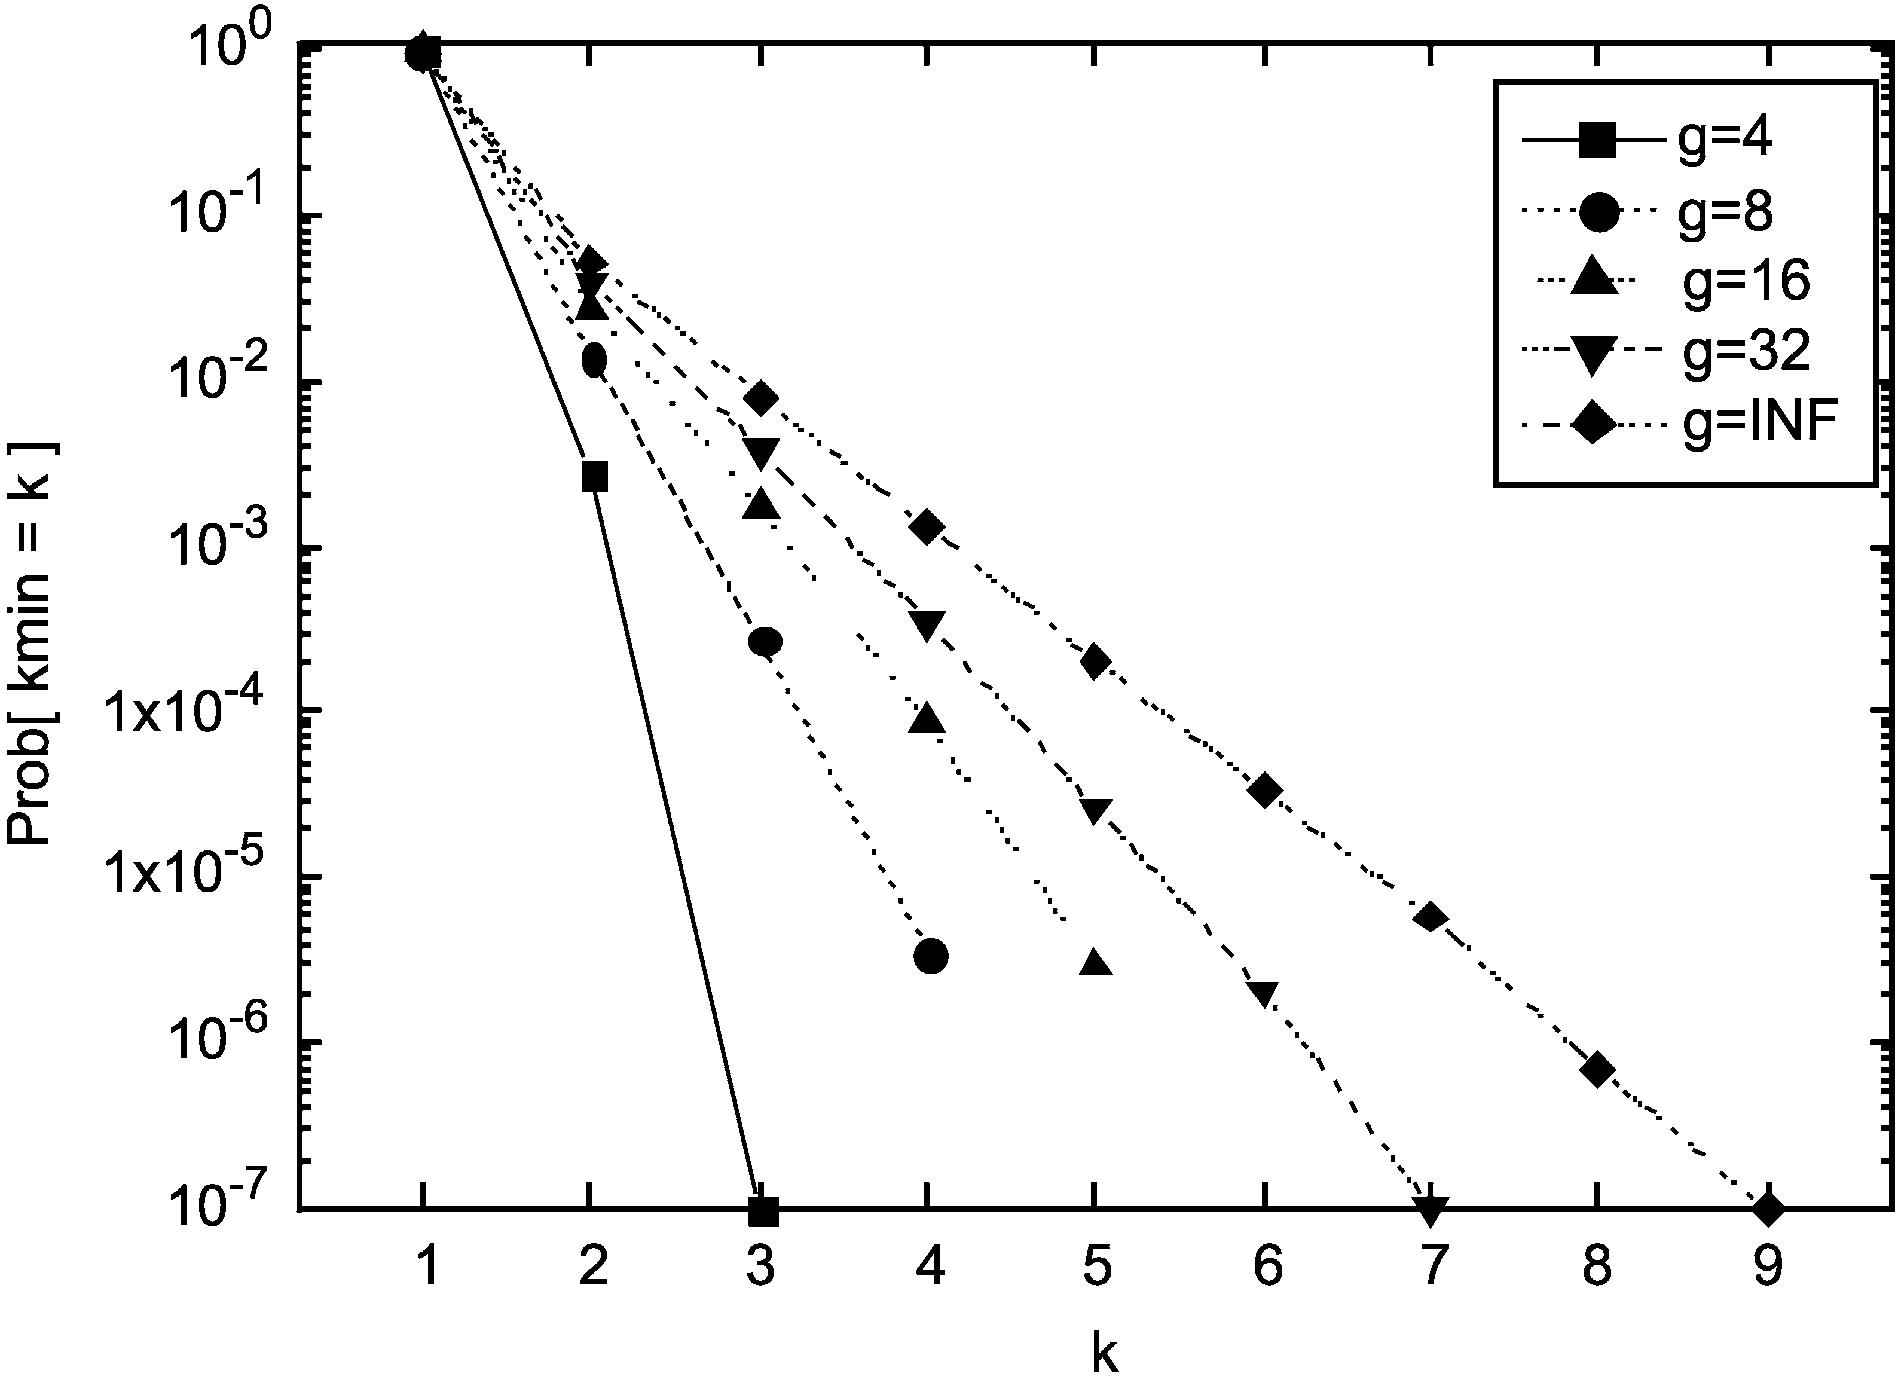 10^0
10^-1
10^-2
10^-3
1x10^-4
1x10^-5
10^-6
10^-7
Prob[ kmin = k ]
g=4
g=8
g=16
g=32
g=INF
1 2 3 4 5 6 7 8 9
k